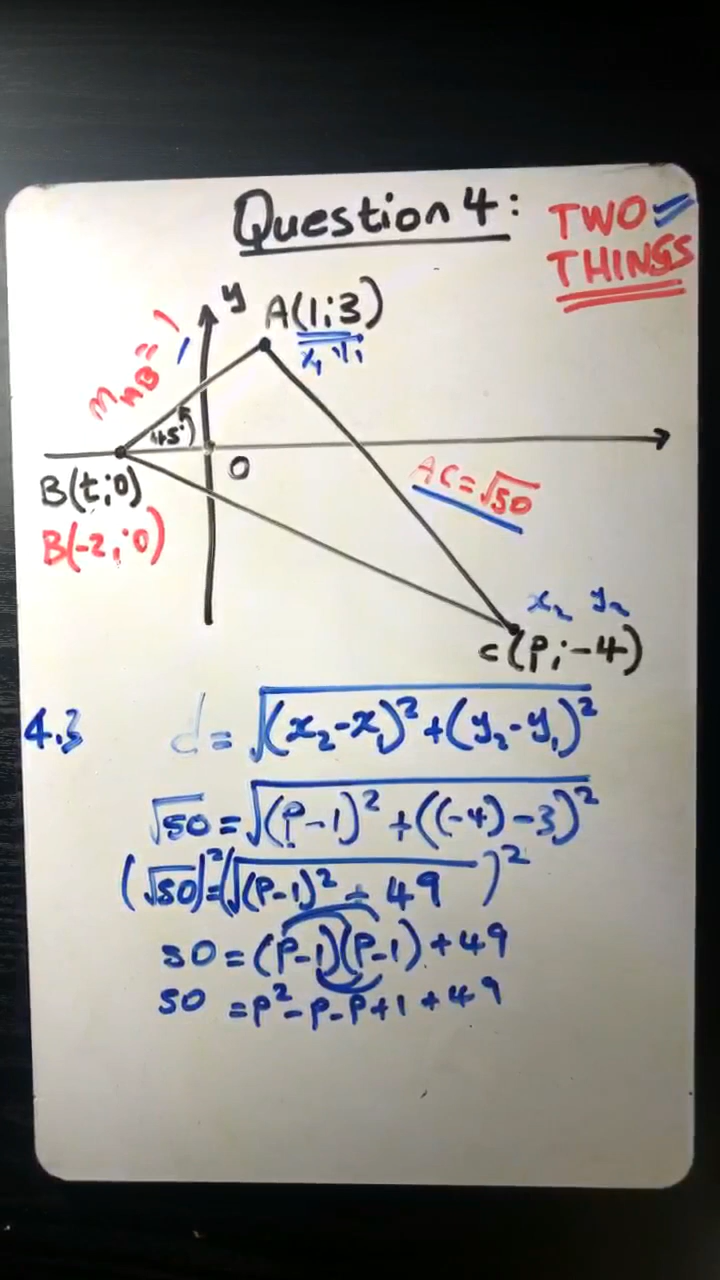 Question 4:
TWO
THINGS
y
A(1;3)
x₁ y₁
mAB = 1
45°
O
B(t;0)
B(-2;0)
AC = √50
x₂ y₂
C(P;-4)
4.3 d = √(x₂-x₁)² + (y₂-y₁)²
√50 = √(P-1)² + ((-4)-3)²
(√50)² = (√(P-1)² + 49)²
50 = (P-1)(P-1) + 49
50 = P² - P - P + 1 + 49